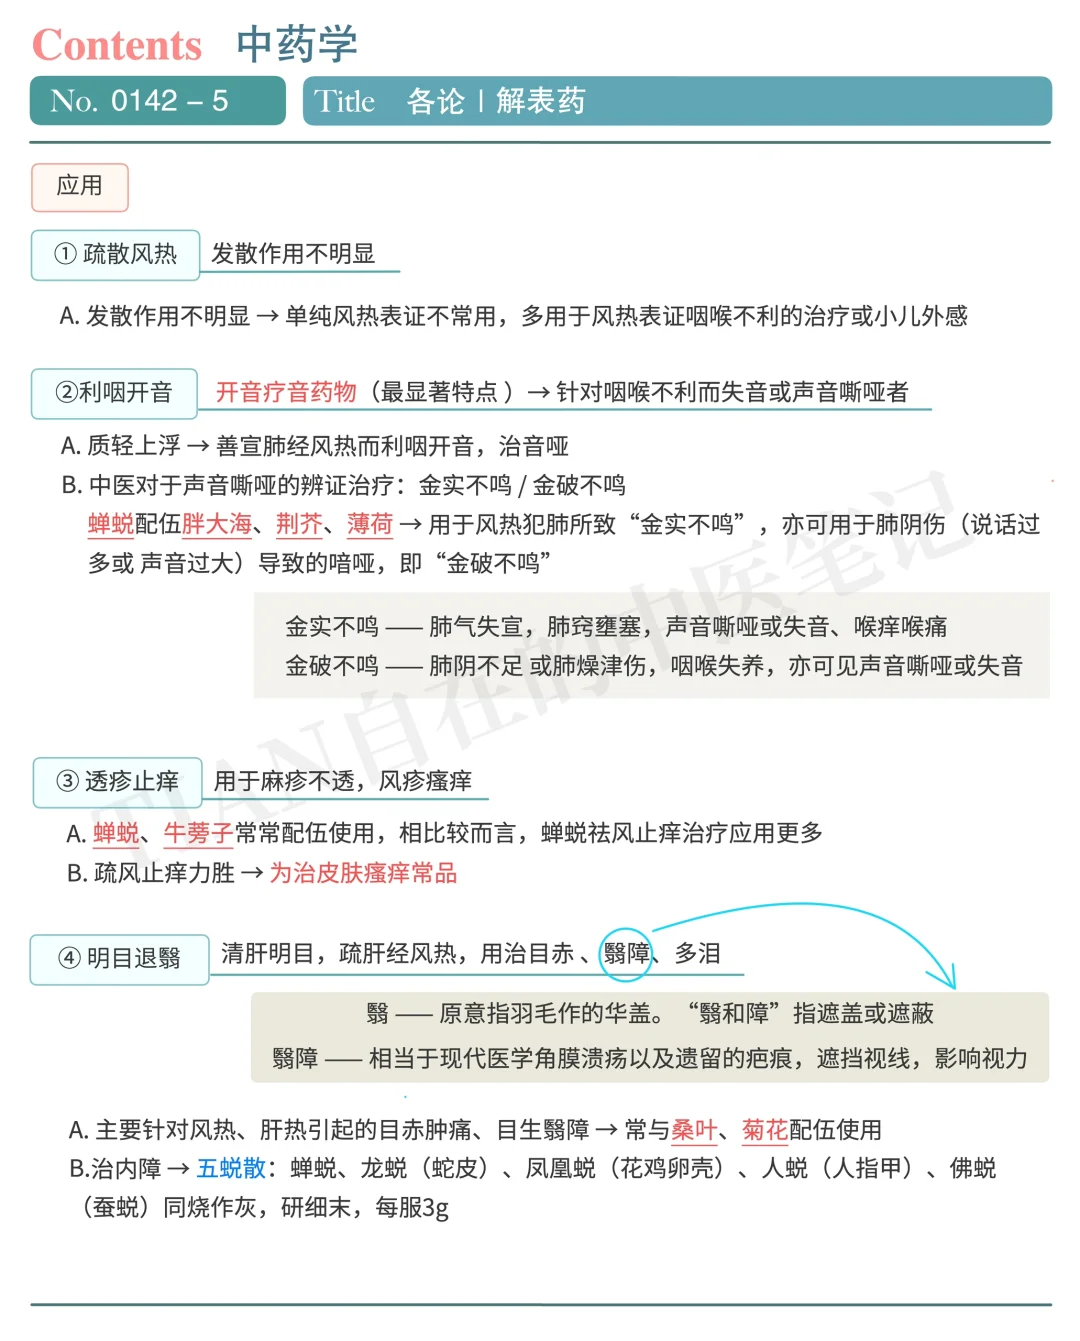 Contents 中药学
No. 0142 – 5 Title 各论 | 解表药
应用
① 疏散风热 发散作用不明显
A. 发散作用不明显 → 单纯风热表证不常用，多用于风热表证咽喉不利的治疗或小儿外感
②利咽开音 开音疗音药物（最显著特点 ）→ 针对咽喉不利而失音或声音嘶哑者
A. 质轻上浮 → 善宣肺经风热而利咽开音，治音哑
B. 中医对于声音嘶哑的辨证治疗：金实不鸣 / 金破不鸣
蝉蜕配伍胖大海、荆芥、薄荷 → 用于风热犯肺所致“金实不鸣”，亦可用于肺阴伤（说话过
多或 声音过大）导致的喑哑，即“金破不鸣”
金实不鸣 —— 肺气失宣，肺窍壅塞，声音嘶哑或失音、喉痒喉痛
金破不鸣 —— 肺阴不足 或肺燥津伤，咽喉失养，亦可见声音嘶哑或失音
③ 透疹止痒 用于麻疹不透，风疹瘙痒
A. 蝉蜕、牛蒡子常常配伍使用，相比较而言，蝉蜕祛风止痒治疗应用更多
B. 疏风止痒力胜 → 为治皮肤瘙痒常品
④ 明目退翳 清肝明目，疏肝经风热，用治目赤 、翳障、多泪
翳 —— 原意指羽毛作的华盖。“翳和障”指遮盖或遮蔽
翳障 —— 相当于现代医学角膜溃疡以及遗留的疤痕，遮挡视线，影响视力
A. 主要针对风热、肝热引起的目赤肿痛、目生翳障 → 常与桑叶、菊花配伍使用
B.治内障 → 五蜕散：蝉蜕、龙蜕（蛇皮）、凤凰蜕（花鸡卵壳）、人蜕（人指甲）、佛蜕
（蚕蜕）同烧作灰，研细末，每服3g
TIAN自在的中医笔记